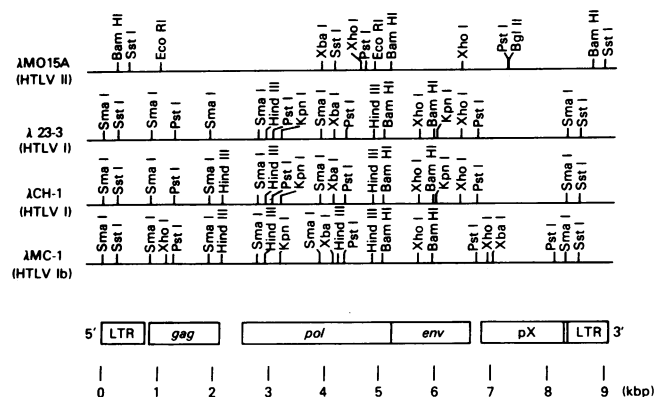 Bam HI Sst I Eco RI Xba I Sst I Xho I Pst I Eco RI Bam HI Xho I Pst I Bgl II Bam HI Sst I
λMO15A
(HTLV II)
Sma I Sst I Sma I Pst I Sma I Sma I Hind III Pst I Kpn I Sma I Xba I Pst I Hind III Bam HI Xho I Bam HI Kpn I Xho I Pst I Sma I Sst I
λ 23-3
(HTLV I)
Sma I Sst I Sma I Pst I Sma I Hind III Sma I Hind III Pst I Kpn I Sma I Xba I Pst I Hind III Bam HI Xho I Bam HI Kpn I Xho I Pst I Sma I Sst I
λCH-1
(HTLV I)
Sma I Sst I Sma I Xho I Pst I Sma I Hind III Sma I Hind III Kpn I Sma I Xba I Hind III Pst I Hind III Bam HI Xho I Bam HI Pst I Xho I Xba I Pst I Sma I Sst I
λMC-1
(HTLV Ib)
5' LTR gag pol env pX LTR 3'
0 1 2 3 4 5 6 7 8 9 (kbp)